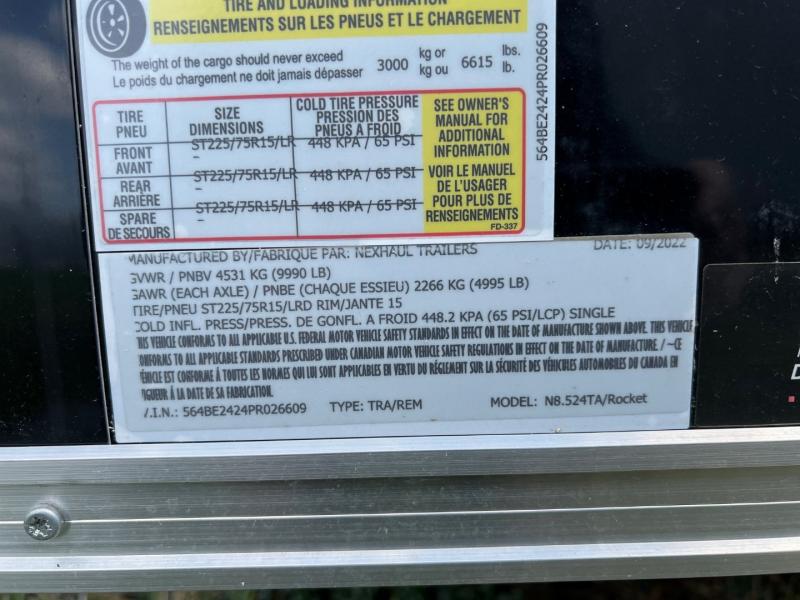 TIRE AND LOADING INFORMATION
RENSEIGNEMENTS SUR LES PNEUS ET LE CHARGEMENT
The weight of the cargo should never exceed 3000 kg or 6615 lbs.
Le poids du chargement ne doit jamais dépasser kg ou lb.
TIRE PNEU
SIZE DIMENSIONS
COLD TIRE PRESSURE
PRESSION DES
PNEUS A FROID
FRONT AVANT
ST225/75R15/LR
–
448 KPA / 65 PSI
REAR ARRIÈRE
ST225/75R15/LR
–
448 KPA / 65 PSI
SPARE DE SECOURS
ST225/75R15/LR
–
448 KPA / 65 PSI
SEE OWNER'S
MANUAL FOR
ADDITIONAL
INFORMATION
VOIR LE MANUEL
DE L'USAGER
POUR PLUS DE
RENSEIGNEMENTS
FD-337
564BE2424PR026609
MANUFACTURED BY/FABRIQUE PAR: NEXHAUL TRAILERS DATE: 09/2022
GVWR / PNBV 4531 KG (9990 LB)
GAWR (EACH AXLE) / PNBE (CHAQUE ESSIEU) 2266 KG (4995 LB)
TIRE/PNEU ST225/75R15/LRD RIM/JANTE 15
COLD INFL. PRESS/PRESS. DE GONFL. A FROID 448.2 KPA (65 PSI/LCP) SINGLE
THIS VEHICLE CONFORMS TO ALL APPLICABLE U.S. FEDERAL MOTOR VEHICLE SAFETY STANDARDS IN EFFECT ON THE DATE OF MANUFACTURE SHOWN ABOVE. THIS VEHICLE
CONFORMS TO ALL APPLICABLE STANDARDS PRESCRIBED UNDER CANADIAN MOTOR VEHICLE SAFETY REGULATIONS IN EFFECT ON THE DATE OF MANUFACTURE. / CE
VÉHICLE EST CONFORME À TOUTES LES NORMES QUI LUI SONT APPLICABLES EN VERTU DU RÉGLEMENT SUR LA SÉCURITÉ DES VÉHICULES AUTOMOBILES DU CANADA EN
VIGUEUR À LA DATE DE SA FABRICATION.
V.I.N.: 564BE2424PR026609 TYPE: TRA/REM MODEL: N8.524TA/Rocket